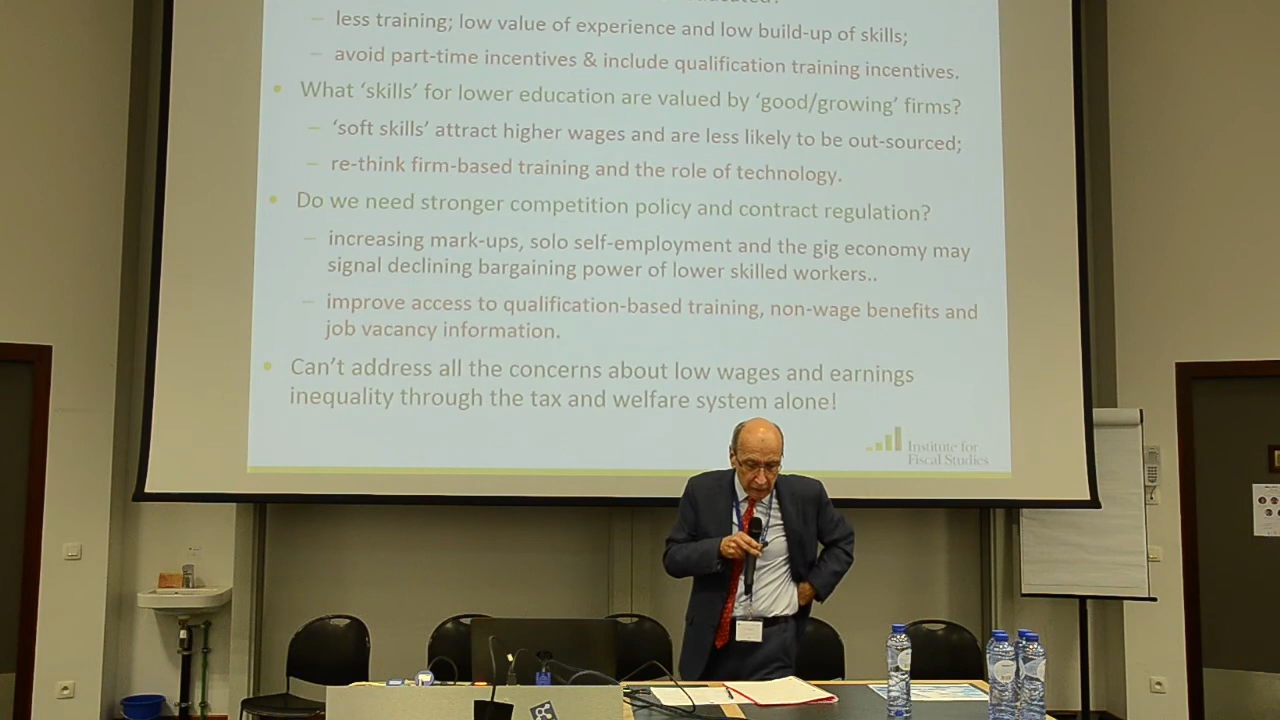 – less training; low value of experience and low build-up of skills;
– avoid part-time incentives & include qualification training incentives.
• What ‘skills’ for lower education are valued by ‘good/growing’ firms?
– ‘soft skills’ attract higher wages and are less likely to be out-sourced;
– re-think firm-based training and the role of technology.
• Do we need stronger competition policy and contract regulation?
– increasing mark-ups, solo self-employment and the gig economy may
signal declining bargaining power of lower skilled workers..
– improve access to qualification-based training, non-wage benefits and
job vacancy information.
• Can’t address all the concerns about low wages and earnings
inequality through the tax and welfare system alone!
Institute for
Fiscal Studies